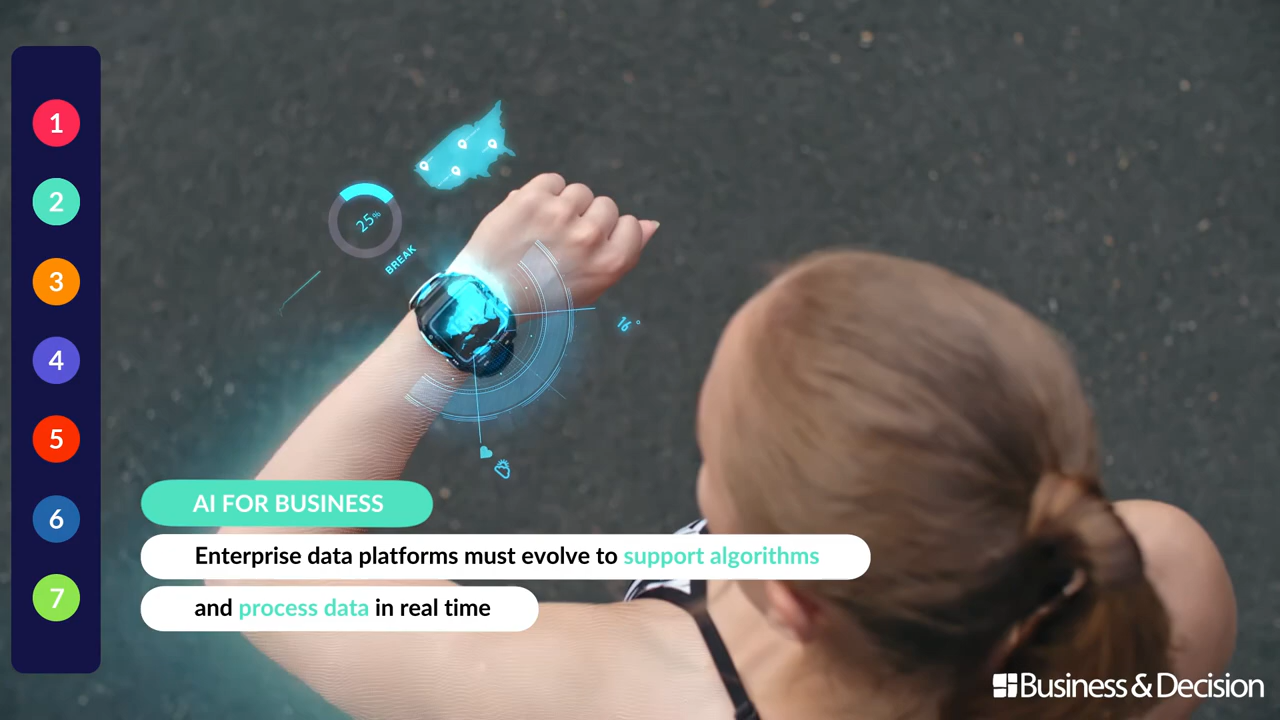 1
2
3
4
5
6
7
25%
BREAK
16°
AI FOR BUSINESS
Enterprise data platforms must evolve to support algorithms
and process data in real time
Business & Decision